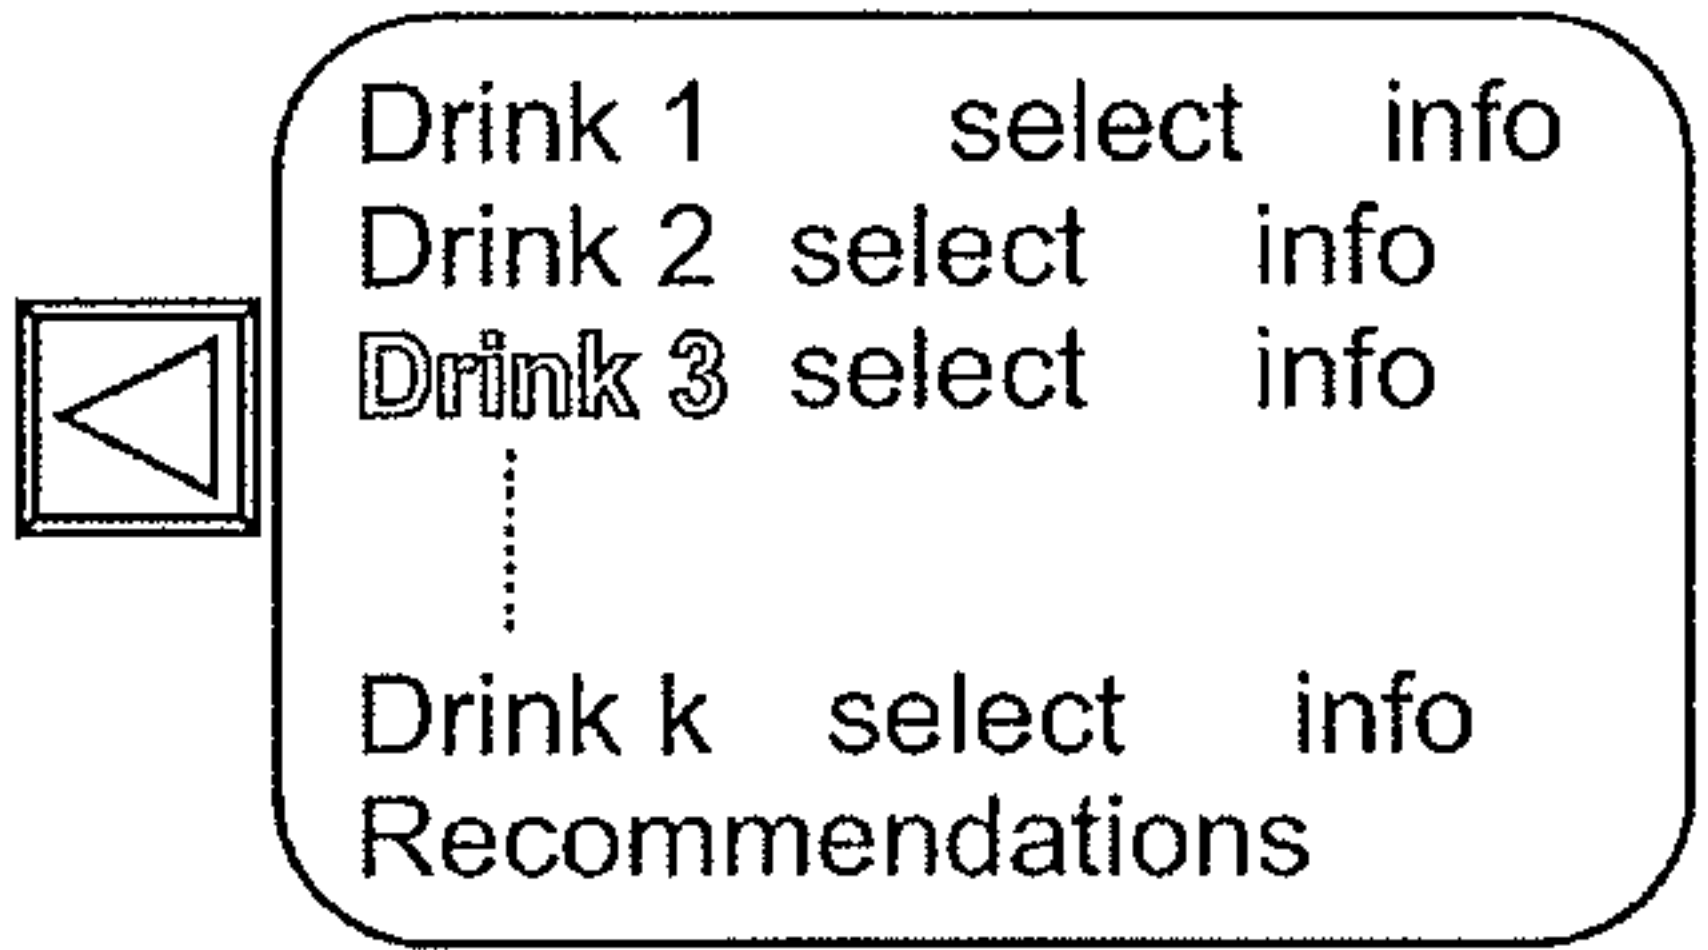 Drink 1 select info
Drink 2 select info
Drink 3 select info
Drink k select info
Recommendations